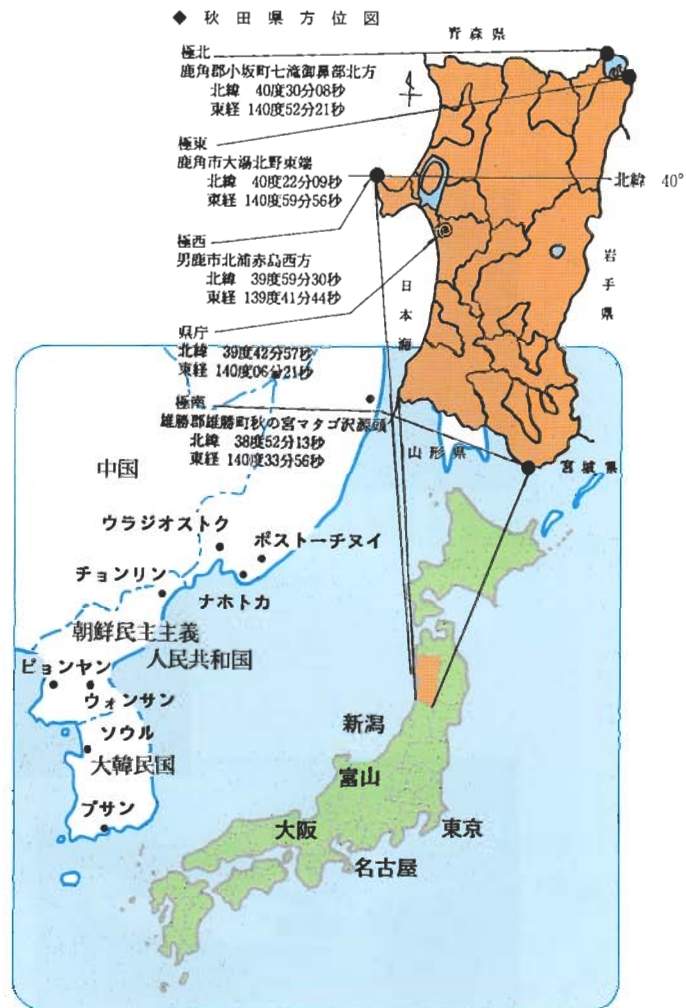 ◆ 秋田県方位図
青森県
極北
鹿角郡小坂町七滝御鼻部北方
北緯 40度30分08秒
東経 140度52分21秒
極東
鹿角市大湯北野東端
北緯 40度22分09秒
東経 140度59分56秒
北緯 40°
極西
男鹿市北浦赤島西方
北緯 39度59分30秒
東経 139度41分44秒
岩手県
日本海
県庁
北緯 39度42分57秒
東経 140度06分21秒
極南
雄勝郡雄勝町秋の宮マタゴ沢源頭
北緯 38度52分13秒
東経 140度33分56秒
山形県
宮城県
中国
ウラジオストク
ボストーチヌイ
チョンリン
ナホトカ
朝鮮民主主義
人民共和国
ピョンヤン
ウォンサン
ソウル
大韓民国
プサン
新潟
富山
大阪
東京
名古屋